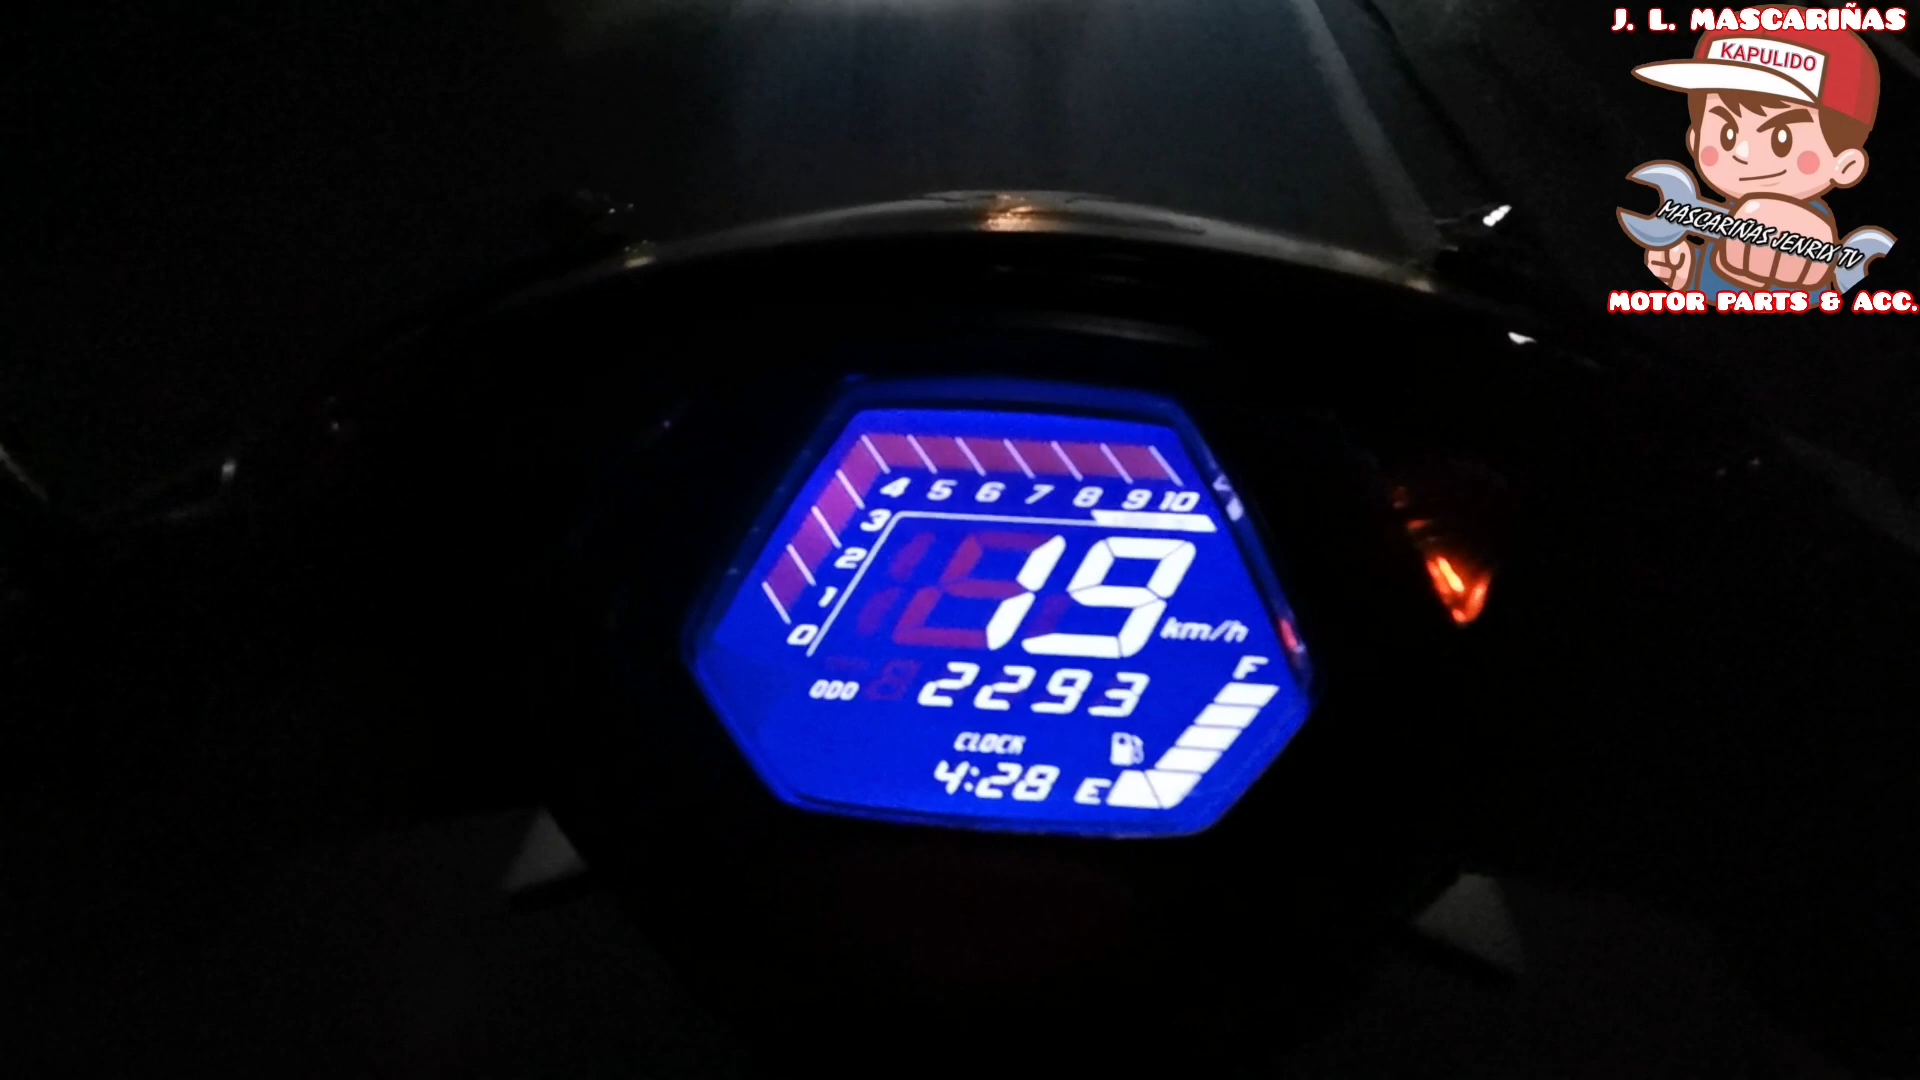 J. L. MASCARIÑAS
KAPULIDO
MASCARIÑAS JENRIX TV
MOTOR PARTS & ACC.
4 5 6 7 8 9 10
3
2
1
0
19 km/h
ODO 2293
F
CLOCK
4:28 E